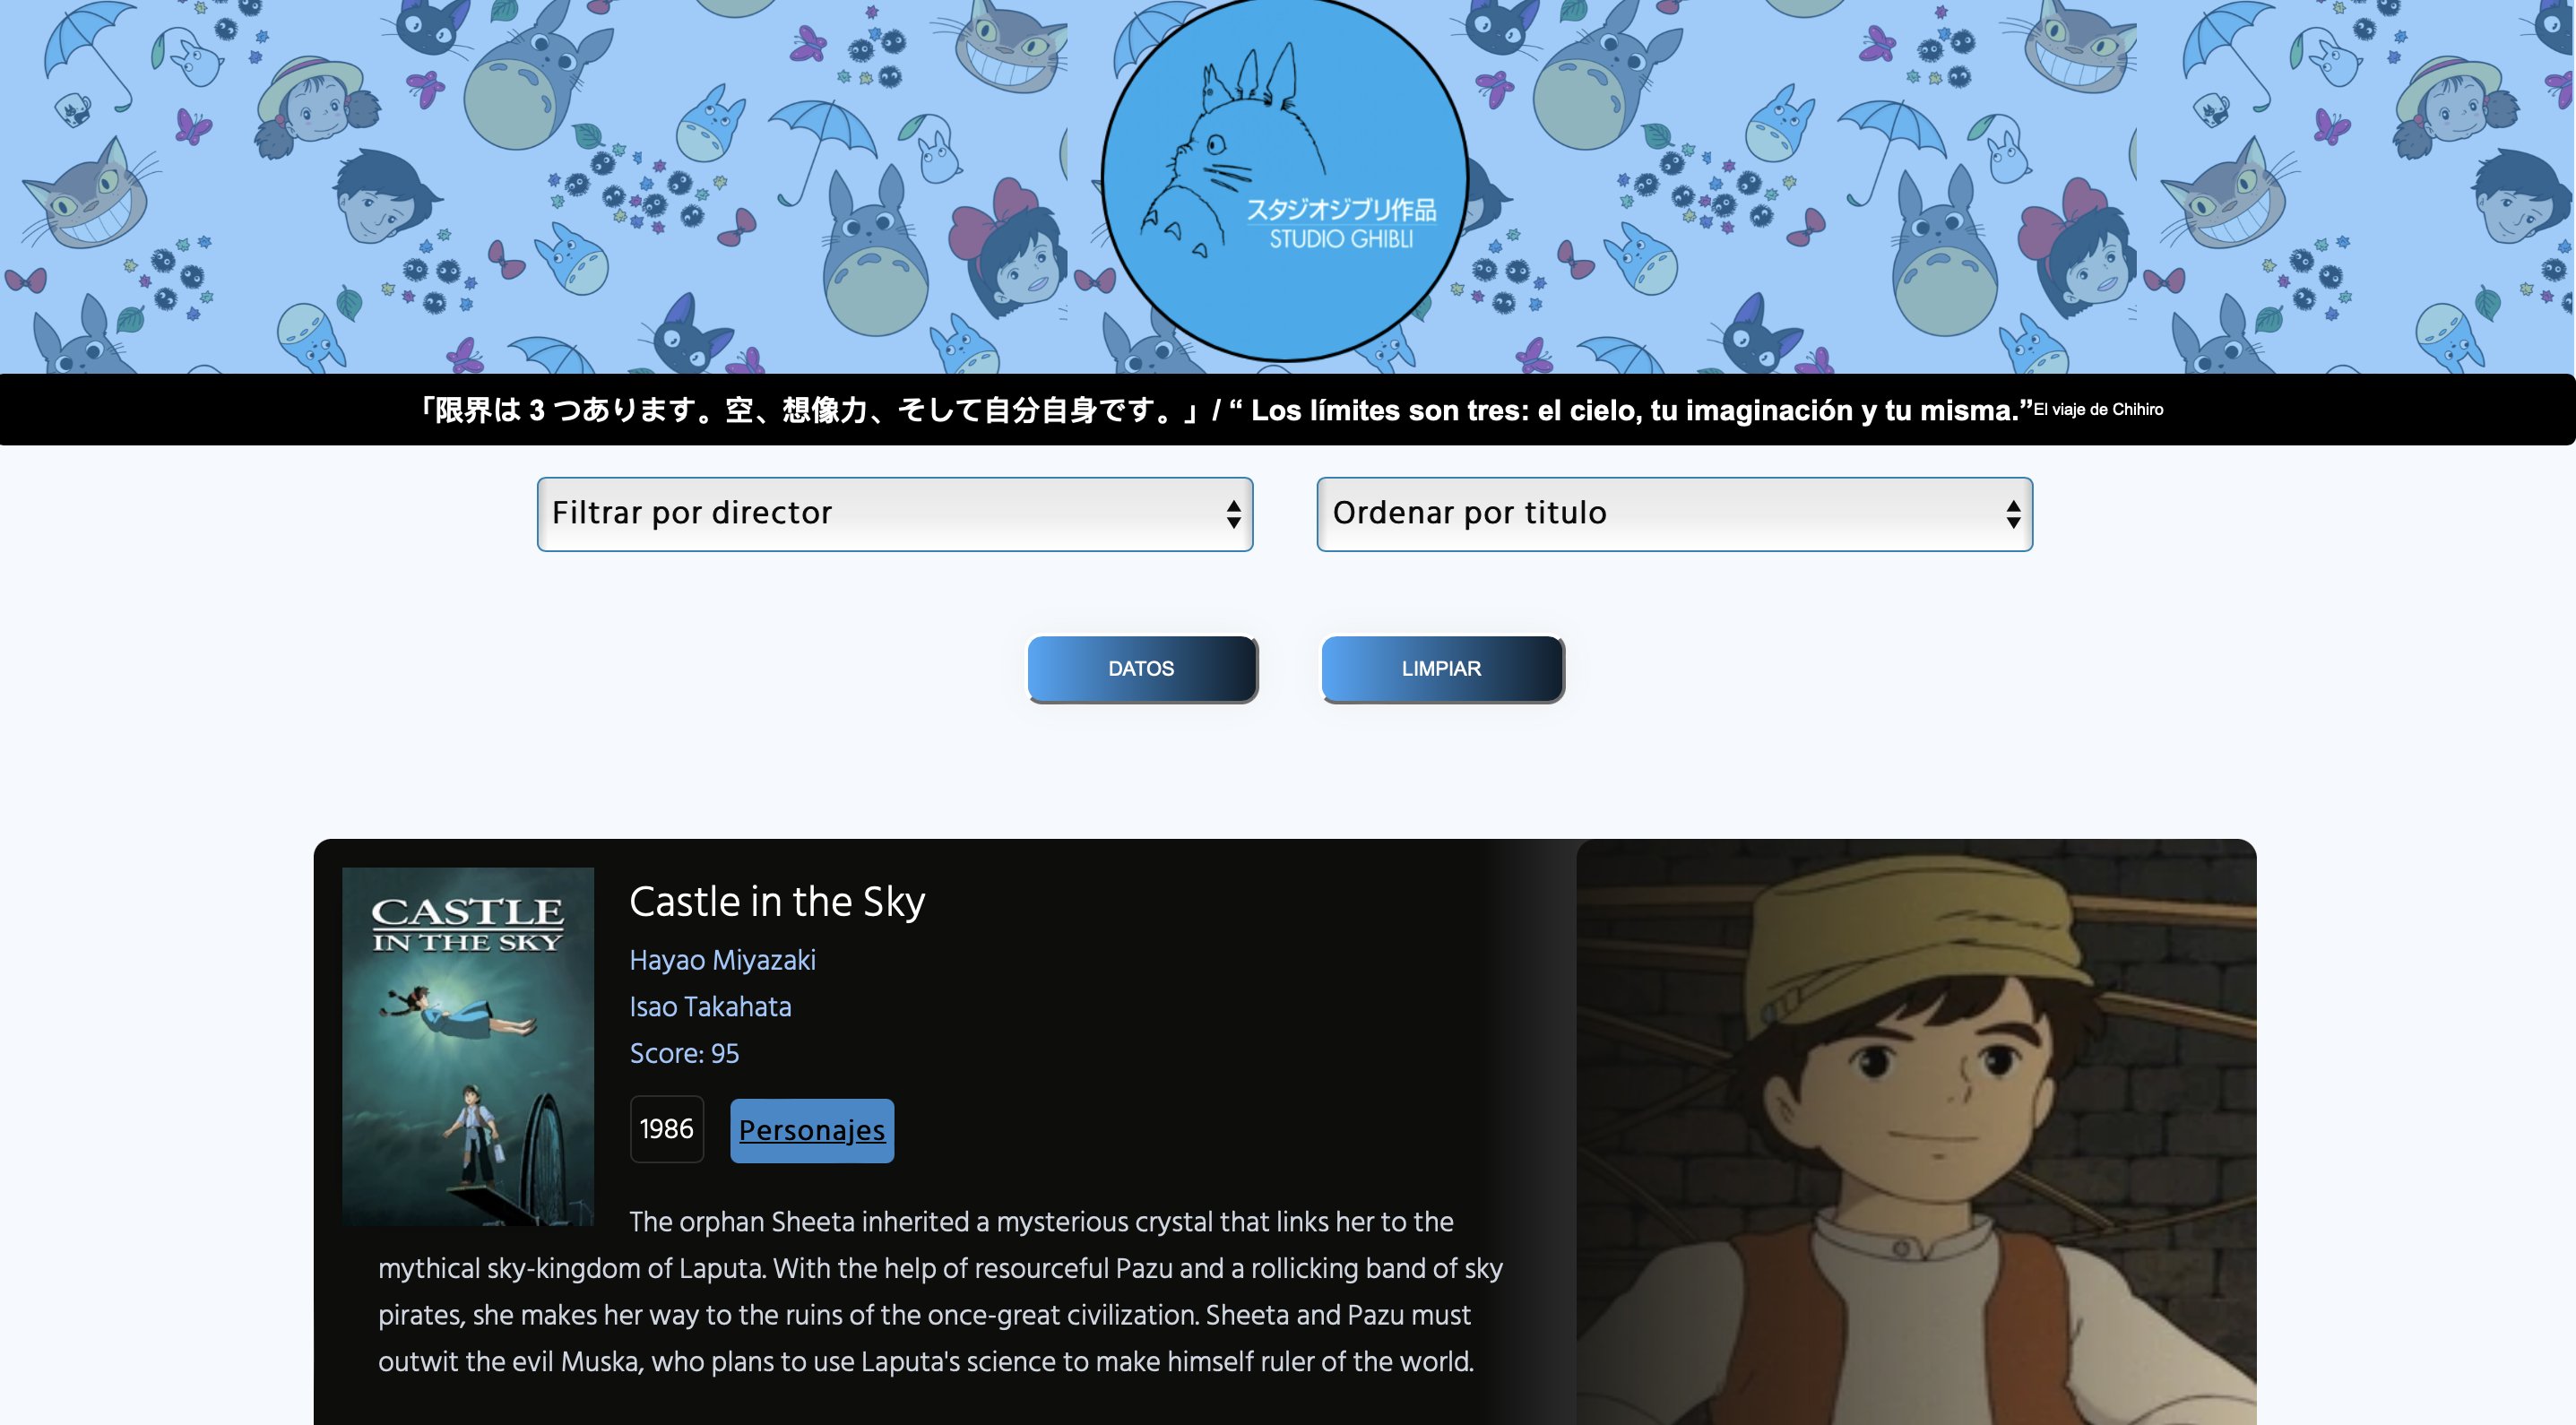 スタジオジブリ作品
STUDIO GHIBLI
「限界は 3 つあります。空、想像力、そして自分自身です。」/ “ Los límites son tres: el cielo, tu imaginación y tu misma.”El viaje de Chihiro
Filtrar por director
Ordenar por titulo
DATOS
LIMPIAR
CASTLE
IN THE SKY
Castle in the Sky
Hayao Miyazaki
Isao Takahata
Score: 95
1986
Personajes
The orphan Sheeta inherited a mysterious crystal that links her to the
mythical sky-kingdom of Laputa. With the help of resourceful Pazu and a rollicking band of sky
pirates, she makes her way to the ruins of the once-great civilization. Sheeta and Pazu must
outwit the evil Muska, who plans to use Laputa's science to make himself ruler of the world.